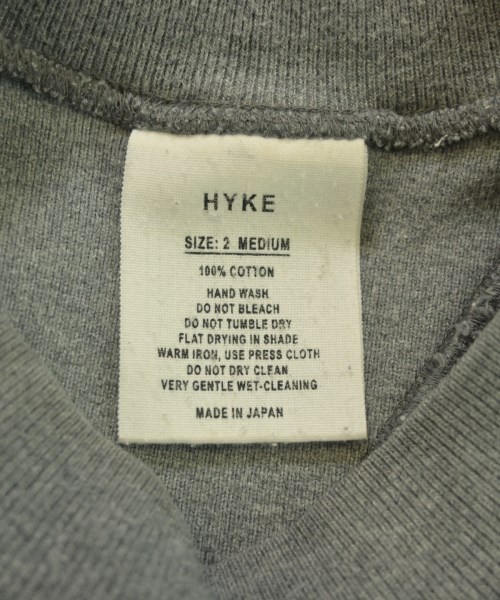 HYKE
SIZE: 2 MEDIUM
100% COTTON
HAND WASH
DO NOT BLEACH
DO NOT TUMBLE DRY
FLAT DRYING IN SHADE
WARM IRON, USE PRESS CLOTH
DO NOT DRY CLEAN
VERY GENTLE WET-CLEANING
MADE IN JAPAN